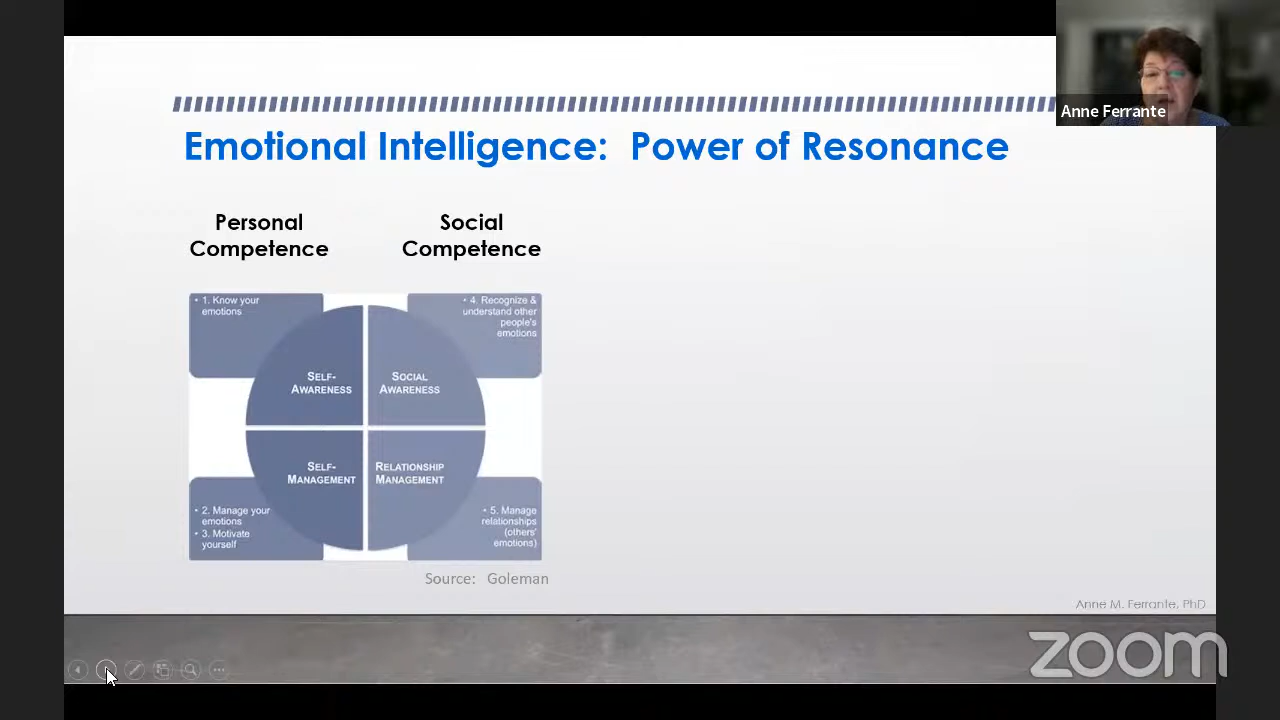 Anne Ferrante
Emotional Intelligence: Power of Resonance
Personal
Competence
Social
Competence
• 1. Know your
emotions
• 4. Recognize &
understand other
people's
emotions
SELF-
AWARENESS
SOCIAL
AWARENESS
SELF-
MANAGEMENT
RELATIONSHIP
MANAGEMENT
• 2. Manage your
emotions
• 3. Motivate
yourself
• 5. Manage
relationships
(others'
emotions)
Source: Goleman
Anne M. Ferrante, PhD
zoom